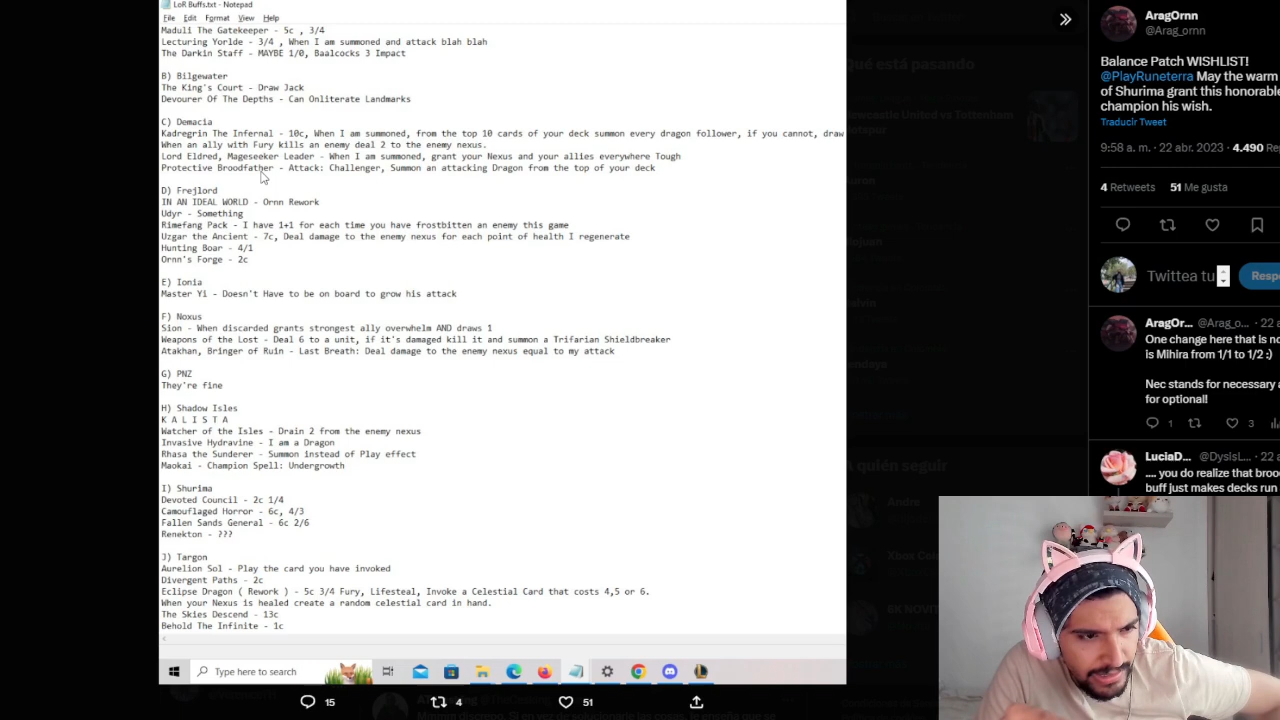 LoR Buffs.txt - Notepad
File Edit Format View Help
Maduli The Gatekeeper - 5c , 3/4
Lecturing Yorlde - 3/4 , When I am summoned and attack blah blah
The Darkin Staff - MAYBE 1/0, Baalcocks 3 Impact
B) Bilgewater
The King's Court - Draw Jack
Devourer Of The Depths - Can Onliterate Landmarks
C) Demacia
Kadregrin The Infernal - 10c, When I am summoned, from the top 10 cards of your deck summon every dragon follower, if you cannot, draw
When an ally with Fury kills an enemy deal 2 to the enemy nexus.
Lord Eldred, Mageseeker Leader - When I am summoned, grant your Nexus and your allies everywhere Tough
Protective Broodfather - Attack: Challenger, Summon an attacking Dragon from the top of your deck
D) Frejlord
IN AN IDEAL WORLD - Ornn Rework
Udyr - Something
Rimefang Pack - I have 1+1 for each time you have frostbitten an enemy this game
Uzgar the Ancient - 7c, Deal damage to the enemy nexus for each point of health I regenerate
Hunting Boar - 4/1
Ornn's Forge - 2c
E) Ionia
Master Yi - Doesn't Have to be on board to grow his attack
F) Noxus
Sion - When discarded grants strongest ally overwhelm AND draws 1
Weapons of the Lost - Deal 6 to a unit, if it's damaged kill it and summon a Trifarian Shieldbreaker
Atakhan, Bringer of Ruin - Last Breath: Deal damage to the enemy nexus equal to my attack
G) PNZ
They're fine
H) Shadow Isles
K A L I S T A
Watcher of the Isles - Drain 2 from the enemy nexus
Invasive Hydravine - I am a Dragon
Rhasa the Sunderer - Summon instead of Play effect
Maokai - Champion Spell: Undergrowth
I) Shurima
Devoted Council - 2c 1/4
Camouflaged Horror - 6c, 4/3
Fallen Sands General - 6c 2/6
Renekton - ???
J) Targon
Aurelion Sol - Play the card you have invoked
Divergent Paths - 2c
Eclipse Dragon ( Rework ) - 5c 3/4 Fury, Lifesteal, Invoke a Celestial Card that costs 4,5 or 6.
When your Nexus is healed create a random celestial card in hand.
The Skies Descend - 13c
Behold The Infinite - 1c
Type here to search
15 4 51
Qué está pasando
Newcastle United vs Tottenham
A quién seguir
AragOrnn
@Arag_ornn
Balance Patch WISHLIST!
@PlayRuneterra May the warm
of Shurima grant this honorable
champion his wish.
Traducir Tweet
9:58 a. m. · 22 abr. 2023 · 4.490
4 Retweets 51 Me gusta
Twittea tu
AragOr... @Arag_o... · 22 a
One change that is no
is Mihira from 1/1 to 1/2 :)
Nec stands for necessary a
for optional!
1 3
LuciaD... @DysisL... · 22 a
.... you do realize that broo
buff just makes decks run